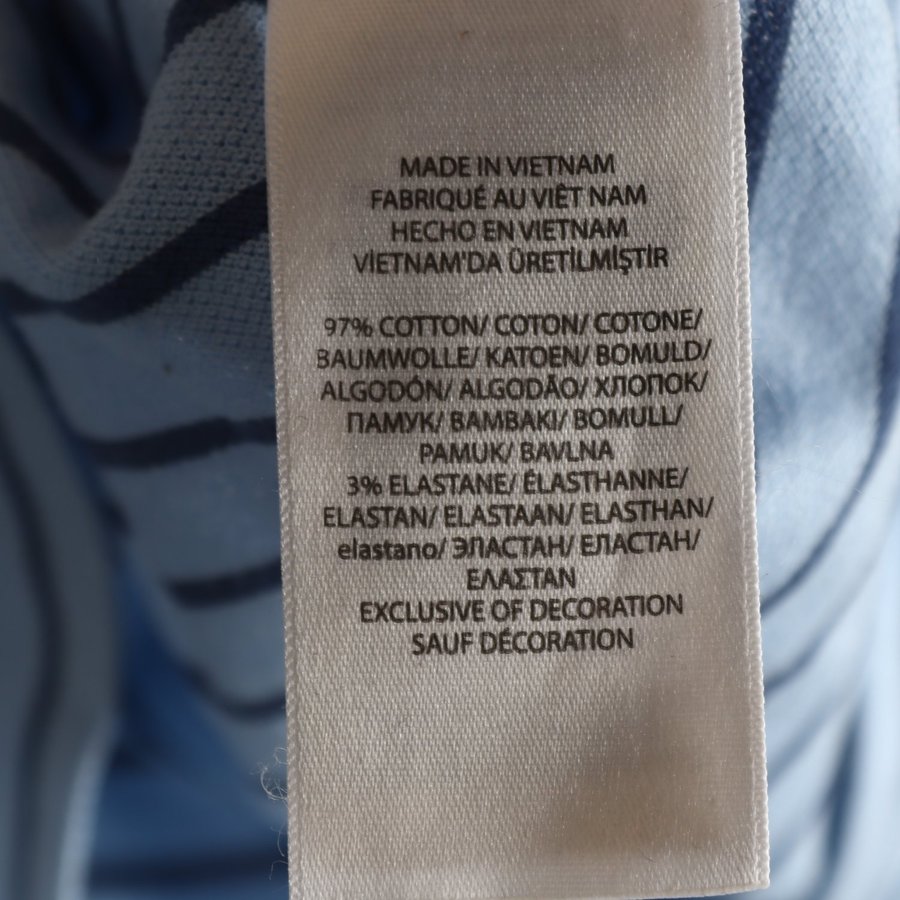 MADE IN VIETNAM
FABRIQUÉ AU VIÊT NAM
HECHO EN VIETNAM
VİETNAM'DA ÜRETİLMİŞTİR
97% COTTON/ COTON/ COTONE/
BAUMWOLLE/ KATOEN/ BOMULD/
ALGODÓN/ ALGODÃO/ ХЛОПОК/
ПАМУК/ BAMBAKI/ BOMULL/
PAMUK/ BAVLNA
3% ELASTANE/ ÉLASTHANNE/
ELASTAN/ ELASTAAN/ ELASTHAN/
elastano/ ЭЛАСТАН/ ЕЛАСТАН/
ΕΛΑΣΤΑΝ
EXCLUSIVE OF DECORATION
SAUF DÉCORATION